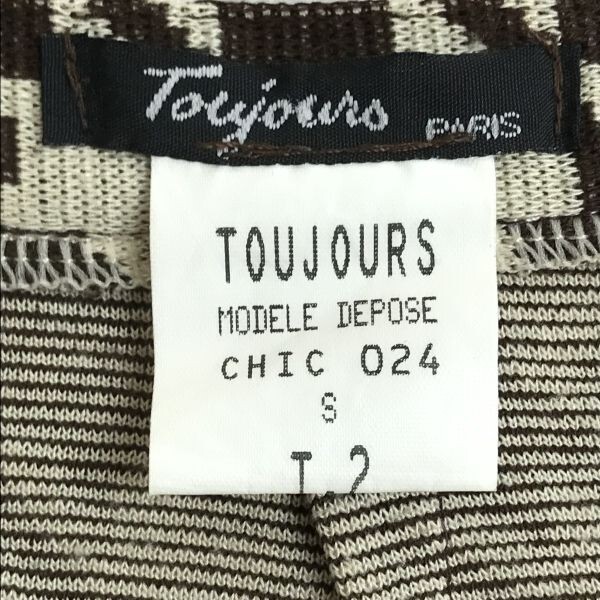 Toujours PARIS
TOUJOURS
MODELE DEPOSE
CHIC 024
S
T.2